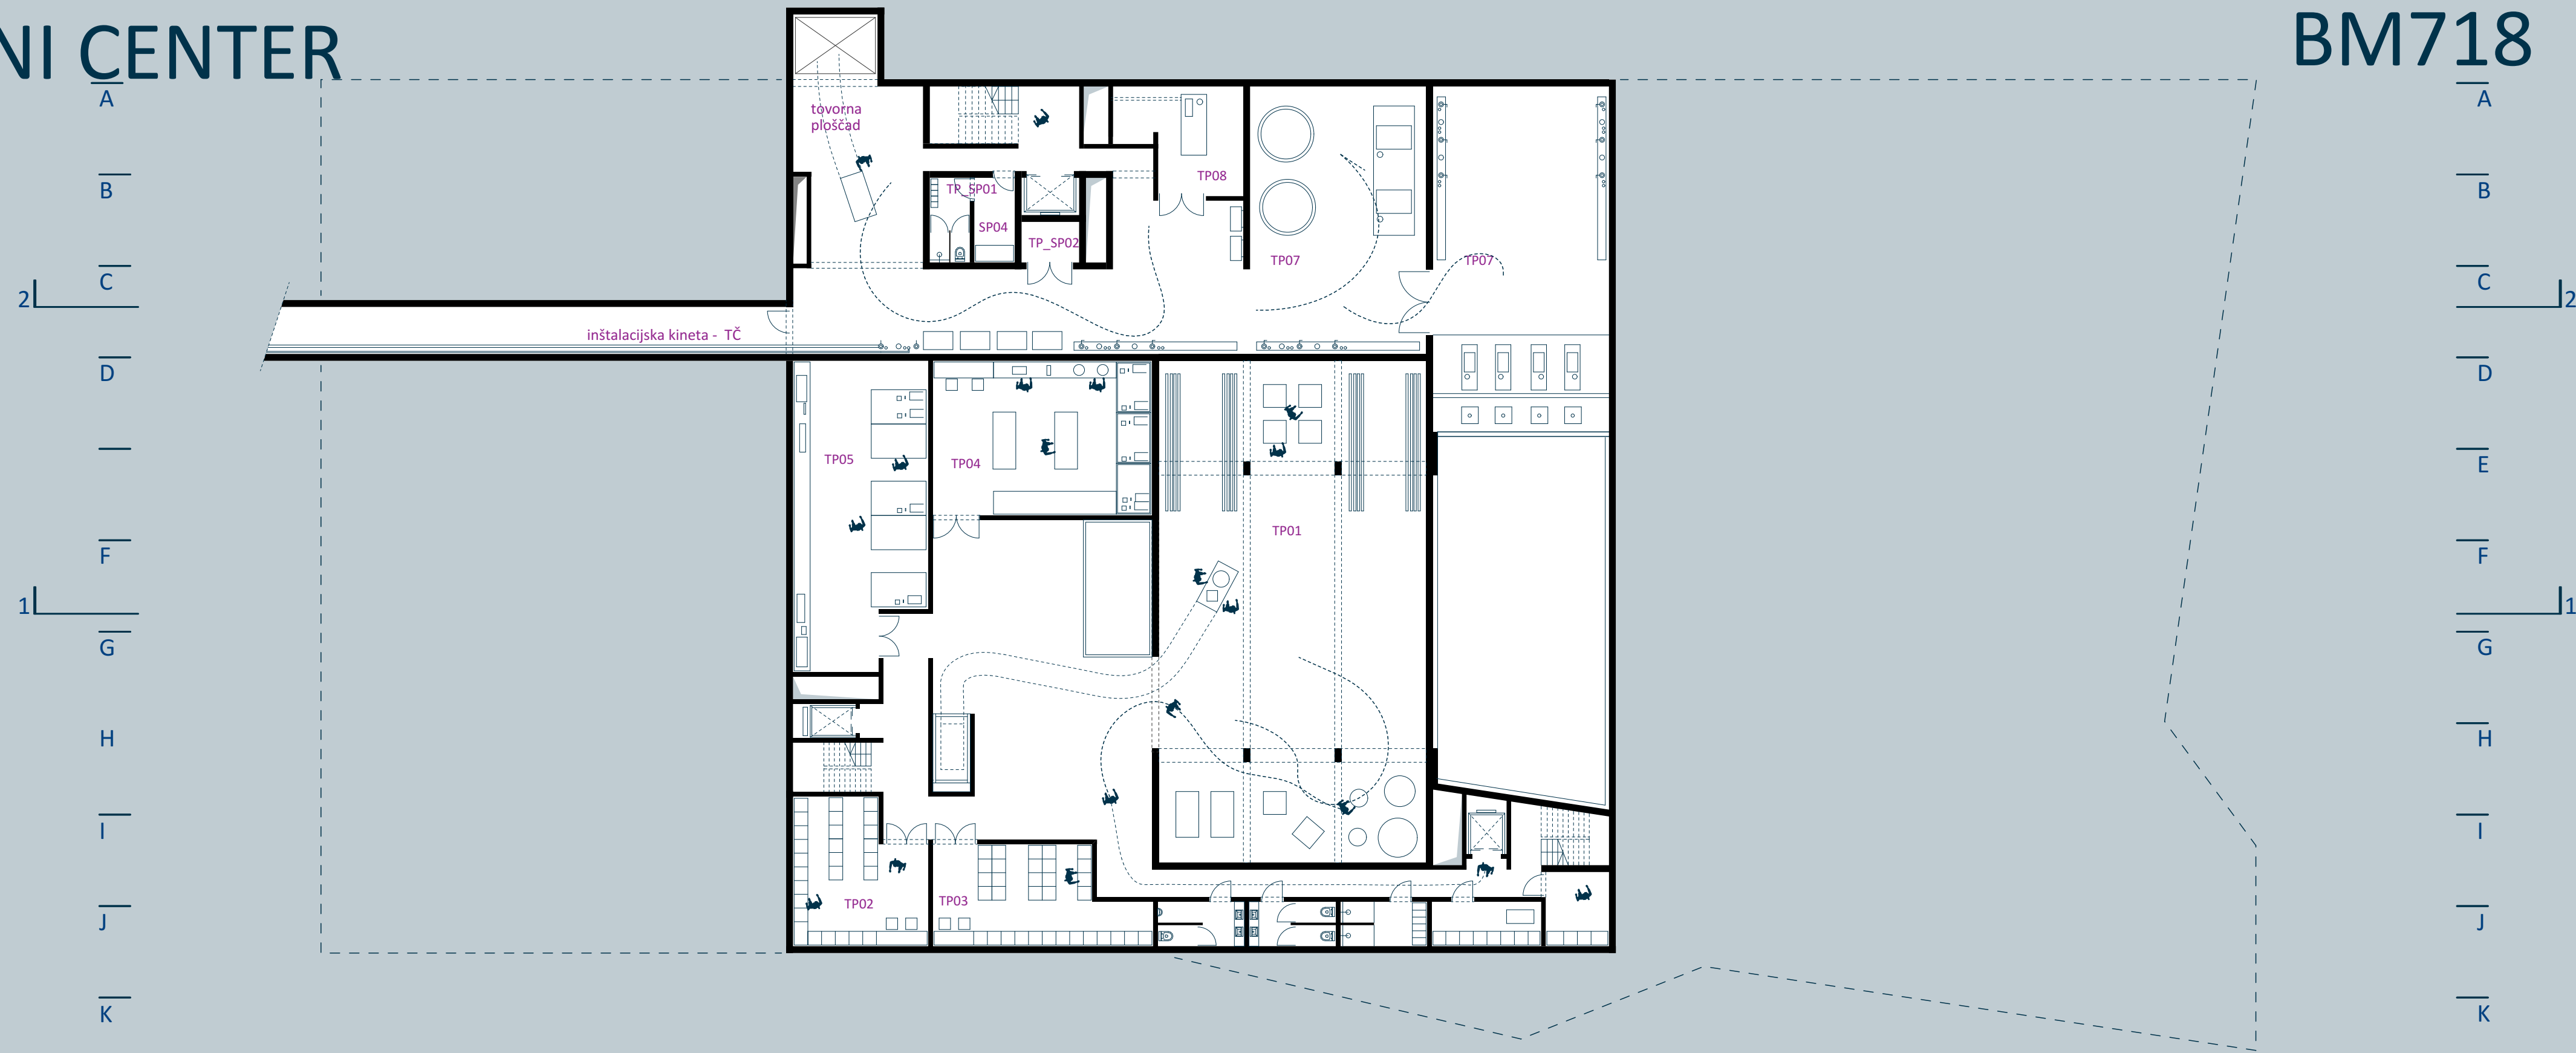 NI CENTER
BM718
A
A
tovorna
ploščad
TP08
B
B
TP_SP01
SP04
TP_SP02
TP07
TP07
C
C
2
2
inštalacijska kineta - TČ
D
D
TP05
TP04
E
TP01
F
F
1
1
G
G
H
H
I
I
TP02
TP03
J
J
K
K